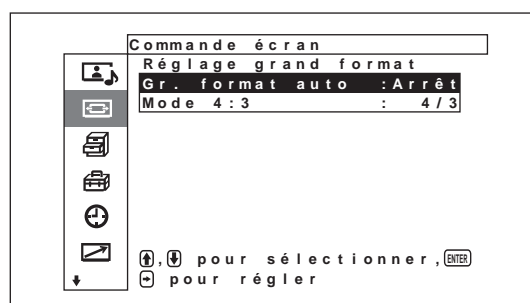 Commande écran
Réglage grand format
Gr. format auto :Arrêt
Mode 4:3 : 4/3
, pour sélectionner, ENTER
pour régler